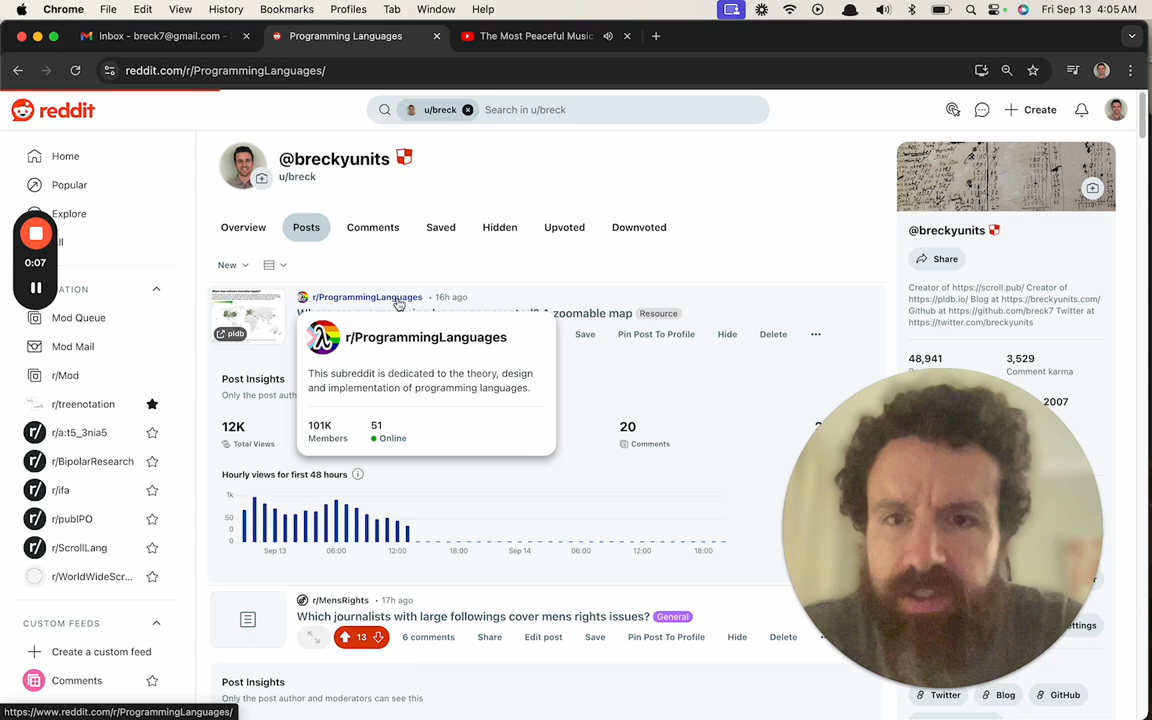 Chrome File Edit View History Bookmarks Profiles Tab Window Help Fri Sep 13 4:05 AM
Inbox - breck7@gmail.com - Programming Languages The Most Peaceful Music
reddit.com/r/ProgrammingLanguages/
reddit u/breck Search in u/breck Create
Home
Popular
Explore
0:07
Mod Queue
Mod Mail
r/Mod
r/treenotation
r/a:t5_3nia5
r/BipolarResearch
r/ifa
r/pubIPO
r/ScrollLang
r/WorldWideScr...
CUSTOM FEEDS
Create a custom feed
Comments
@breckyunits
u/breck
Overview Posts Comments Saved Hidden Upvoted Downvoted
New
r/ProgrammingLanguages • 16h ago
zoomable map Resource
pldb
Save Pin Post To Profile Hide Delete
r/ProgrammingLanguages
This subreddit is dedicated to the theory, design
and implementation of programming languages.
101K 51
Members Online
Post Insights
Only the post auth
12K 20
Total Views Comments
Hourly views for first 48 hours
1k
50
0
0
Sep 13 06:00 12:00 18:00 Sep 14 06:00 12:00 18:00
r/MensRights • 17h ago
Which journalists with large followings cover mens rights issues? General
13 6 comments Share Edit post Save Pin Post To Profile Hide Delete
Post Insights
Only the post author and moderators can see this
@breckyunits
Share
Creator of https://scroll.pub/ Creator of
https://pldb.io/ Blog at https://breckyunits.com/
Github at https://github.com/breck7 Twitter at
https://twitter.com/breckyunits
48,941 3,529
Comment karma
2007
Twitter Blog GitHub
https://www.reddit.com/r/ProgrammingLanguages/